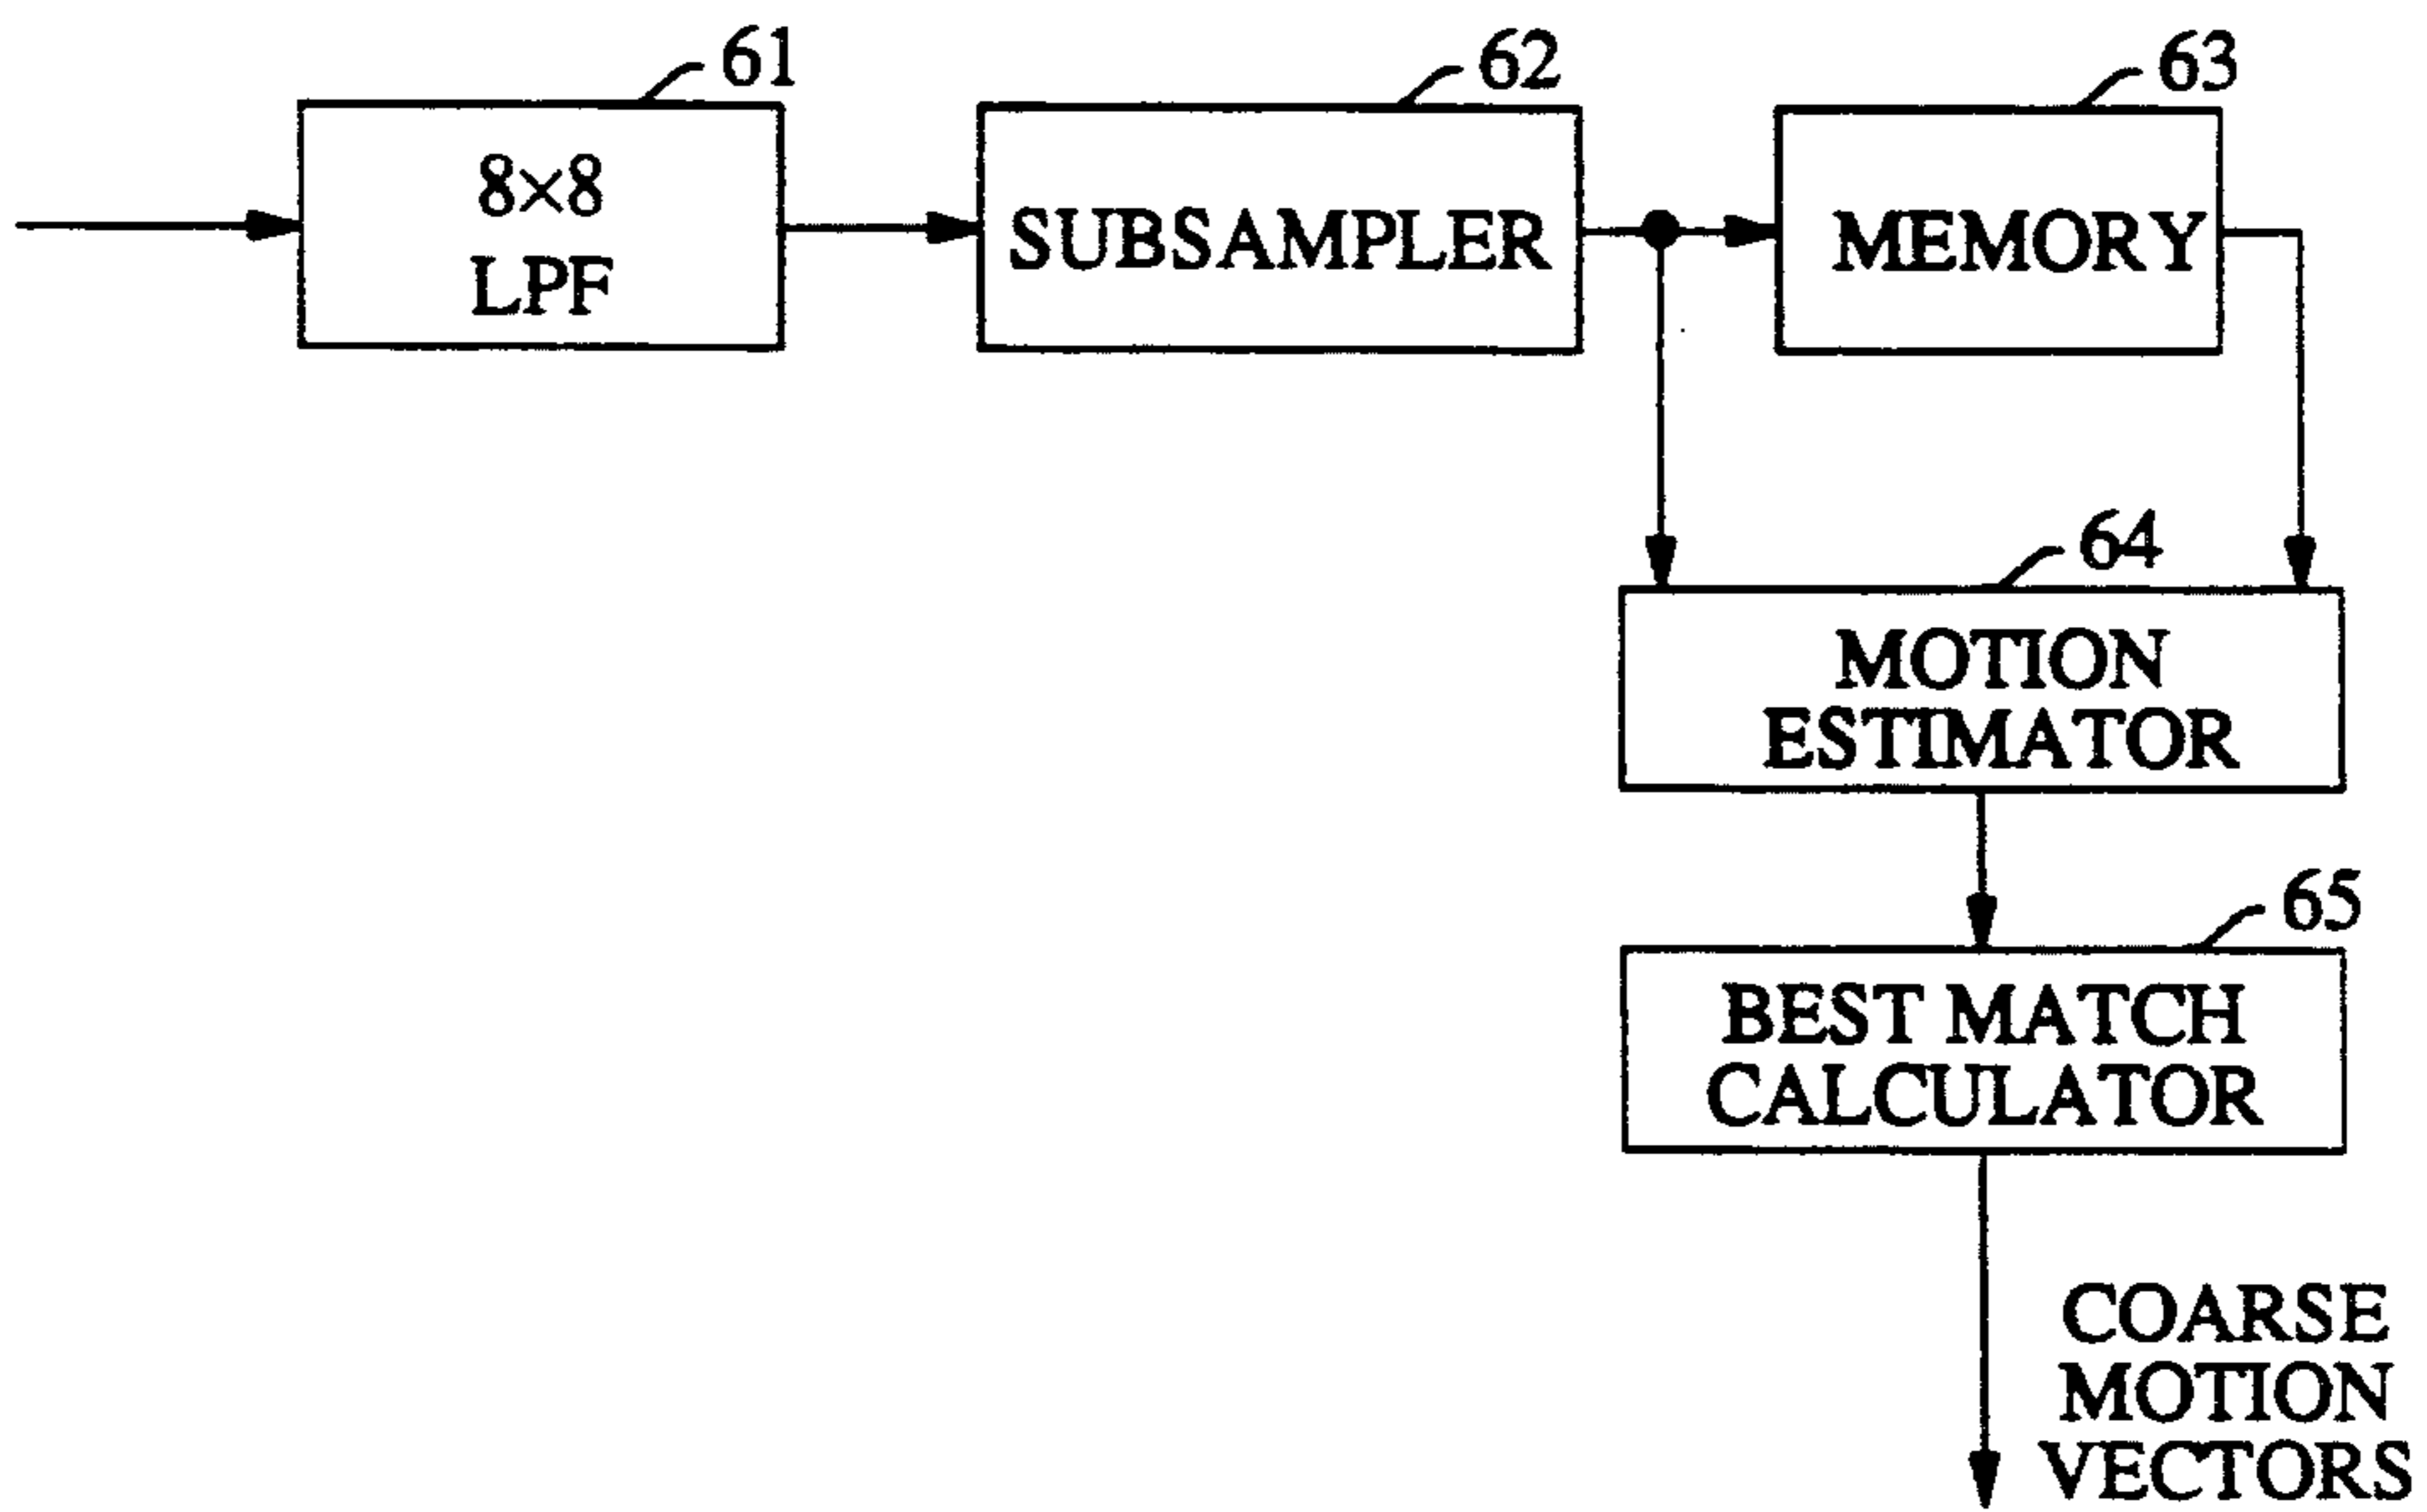 61
62
63
8×8
LPF
SUBSAMPLER
MEMORY
64
MOTION
ESTIMATOR
65
BEST MATCH
CALCULATOR
COARSE
MOTION
VECTORS